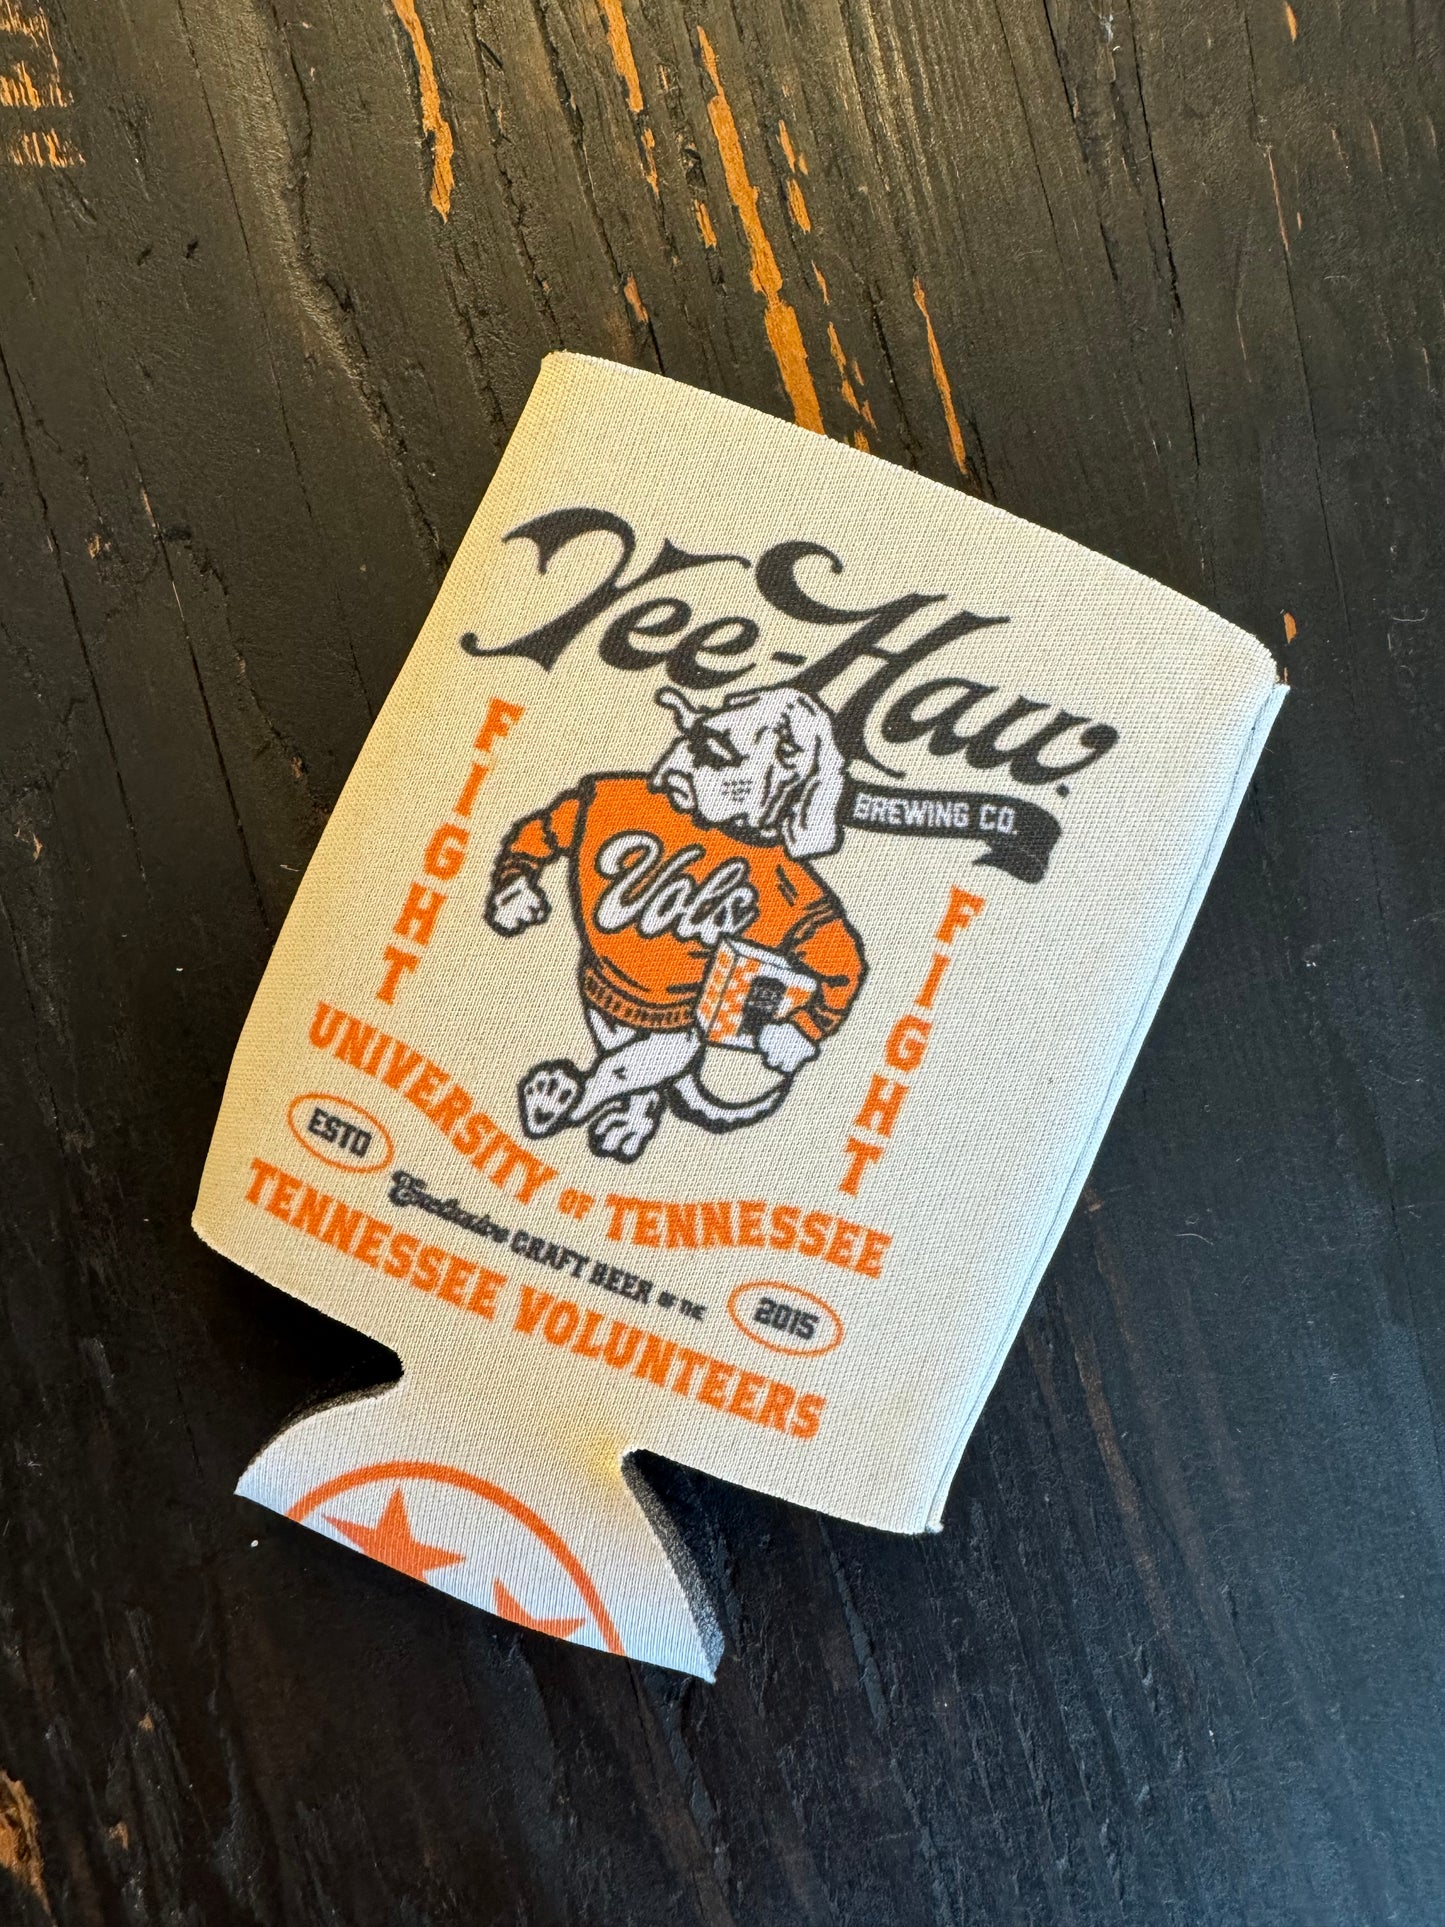 Yee-Haw.
BREWING CO.
FIGHT
Vols
FIGHT
UNIVERSITY OF TENNESSEE
ESTD
Exclusive CRAFT BEER OF THE
2015
TENNESSEE VOLUNTEERS